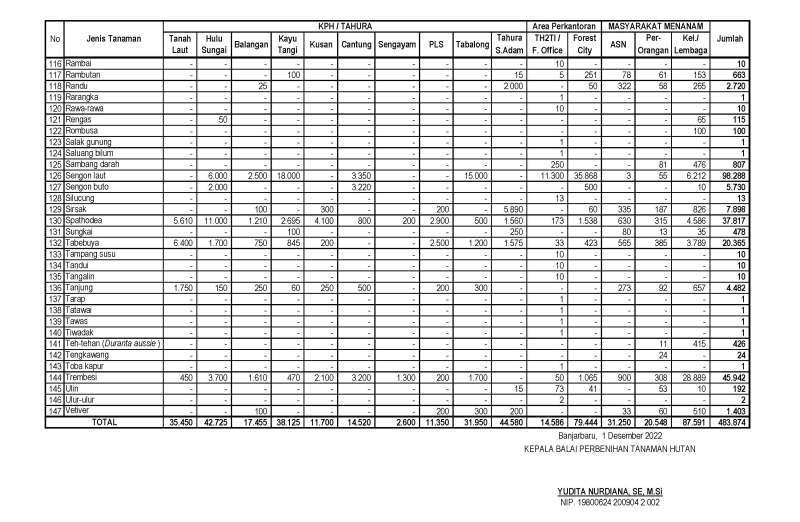 No Jenis Tanaman KPH / TAHURA Area Perkantoran MASYARAKAT MENANAM Jumlah
Tanah Laut Hulu Sungai Balangan Kayu Tangi Kusan Cantung Sengayam PLS Tabalong Tahura S.Adam TH2TI / F. Office Forest City ASN Per-Orangan Kel./ Lembaga
116 Rambai - - - - - - - - - - 10 - - - - 10
117 Rambutan - - - 100 - - - - - 15 5 251 78 61 153 663
118 Randu - - 25 - - - - - - 2.000 - 50 322 58 265 2.720
119 Rarangka - - - - - - - - - - 1 - - - - 1
120 Rawa-rawa - - - - - - - - - - 10 - - - - 10
121 Rengas - 50 - - - - - - - - - - - - 65 115
122 Rombusa - - - - - - - - - - - - - - 100 100
123 Salak gunung - - - - - - - - - - 1 - - - - 1
124 Saluang bilum - - - - - - - - - - 1 - - - - 1
125 Sambang darah - - - - - - - - - - 250 - - 81 476 807
126 Sengon laut - 6.000 2.500 18.000 - 3.350 - - 15.000 - 11.300 35.868 3 55 6.212 98.288
127 Sengon buto - 2.000 - - - 3.220 - - - - - 500 - - 10 5.730
128 Silucung - - - - - - - - - - 13 - - - - 13
129 Sirsak - - 100 - 300 - - 200 - 5.890 - 60 335 187 826 7.898
130 Spathodea 5.610 11.000 1.210 2.695 4.100 800 200 2.900 500 1.560 173 1.538 630 315 4.586 37.817
131 Sungkai - - - 100 - - - - - 250 - - 80 13 35 478
132 Tabebuya 6.400 1.700 750 845 200 - - 2.500 1.200 1.575 33 423 565 385 3.789 20.365
133 Tampang susu - - - - - - - - - - 10 - - - - 10
134 Tandui - - - - - - - - - - 10 - - - - 10
135 Tangalin - - - - - - - - - - 10 - - - - 10
136 Tanjung 1.750 150 250 60 250 500 - 200 300 - - - 273 92 657 4.482
137 Tarap - - - - - - - - - - 1 - - - - 1
138 Tatawai - - - - - - - - - - 1 - - - - 1
139 Tawas - - - - - - - - - - 1 - - - - 1
140 Tiwadak - - - - - - - - - - 1 - - - - 1
141 Teh-tehan (Duranta aussie) - - - - - - - - - - - - - 11 415 426
142 Tengkawang - - - - - - - - - - - - - 24 - 24
143 Toba kapur - - - - - - - - - - 1 - - - - 1
144 Trembesi 450 3.700 1.610 470 2.100 3.200 1.300 200 1.700 - 50 1.065 900 308 28.889 45.942
145 Ulin - - - - - - - - - 15 73 41 - 53 10 192
146 Ulur-ulur - - - - - - - - - - 2 - - - - 2
147 Vetiver - - 100 - - - - 200 300 200 - - 33 60 510 1.403
TOTAL 35.450 42.725 17.455 38.125 11.700 14.520 2.600 11.350 31.950 44.580 14.586 79.444 31.250 20.548 87.591 483.874
Banjarbaru, 1 Desember 2022
KEPALA BALAI PERBENIHAN TANAMAN HUTAN
YUDITA NURDIANA, SE, M.Si
NIP. 19800624 200904 2 002